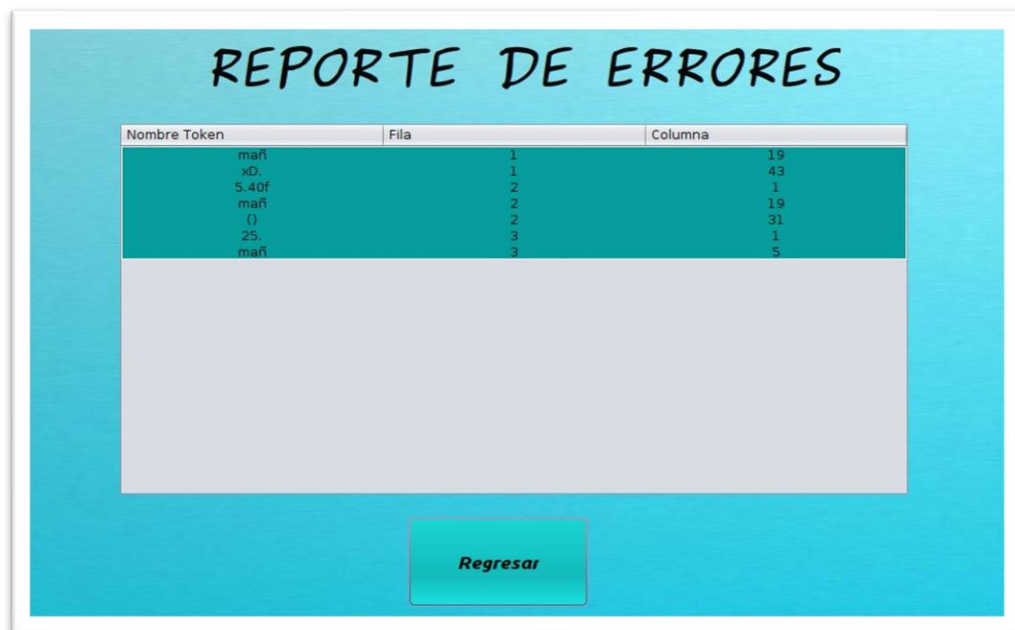 REPORTE DE ERRORES
Nombre Token Fila Columna
mañ 1 19
xD. 1 43
5.40f 2 1
mañ 2 19
() 2 31
25. 3 1
mañ 3 5
Regresar